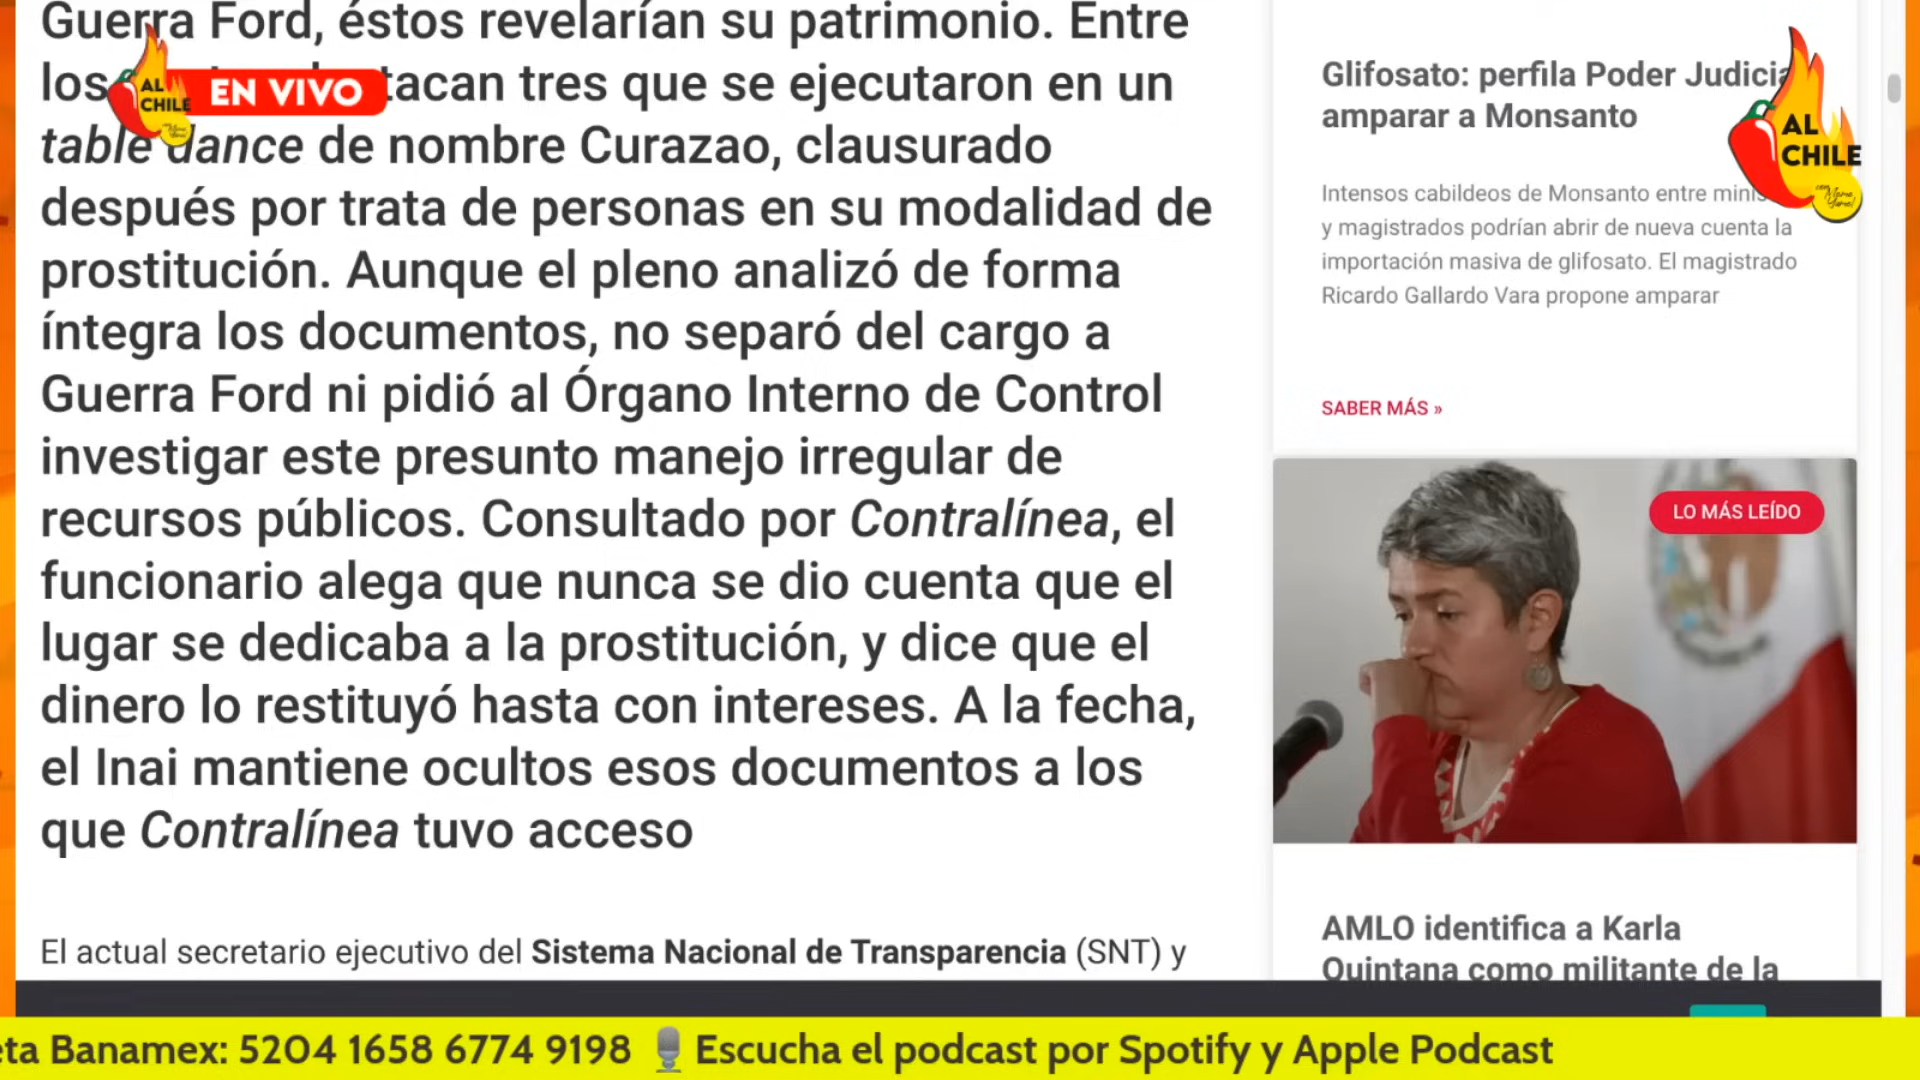 Guerra Ford, éstos revelarían su patrimonio. Entre
los tacan tres que se ejecutaron en un
table dance de nombre Curazao, clausurado
después por trata de personas en su modalidad de
prostitución. Aunque el pleno analizó de forma
íntegra los documentos, no separó del cargo a
Guerra Ford ni pidió al Órgano Interno de Control
investigar este presunto manejo irregular de
recursos públicos. Consultado por Contralínea, el
funcionario alega que nunca se dio cuenta que el
lugar se dedicaba a la prostitución, y dice que el
dinero lo restituyó hasta con intereses. A la fecha,
el Inai mantiene ocultos esos documentos a los
que Contralínea tuvo acceso
El actual secretario ejecutivo del Sistema Nacional de Transparencia (SNT) y
AL
CHILE
EN VIVO
Glifosato: perfila Poder Judicia
amparar a Monsanto
Intensos cabildeos de Monsanto entre minis
y magistrados podrían abrir de nueva cuenta la
importación masiva de glifosato. El magistrado
Ricardo Gallardo Vara propone amparar
SABER MÁS »
AL
CHILE
LO MÁS LEÍDO
AMLO identifica a Karla
Quintana como militante de la
eta Banamex: 5204 1658 6774 9198 Escucha el podcast por Spotify y Apple Podcast